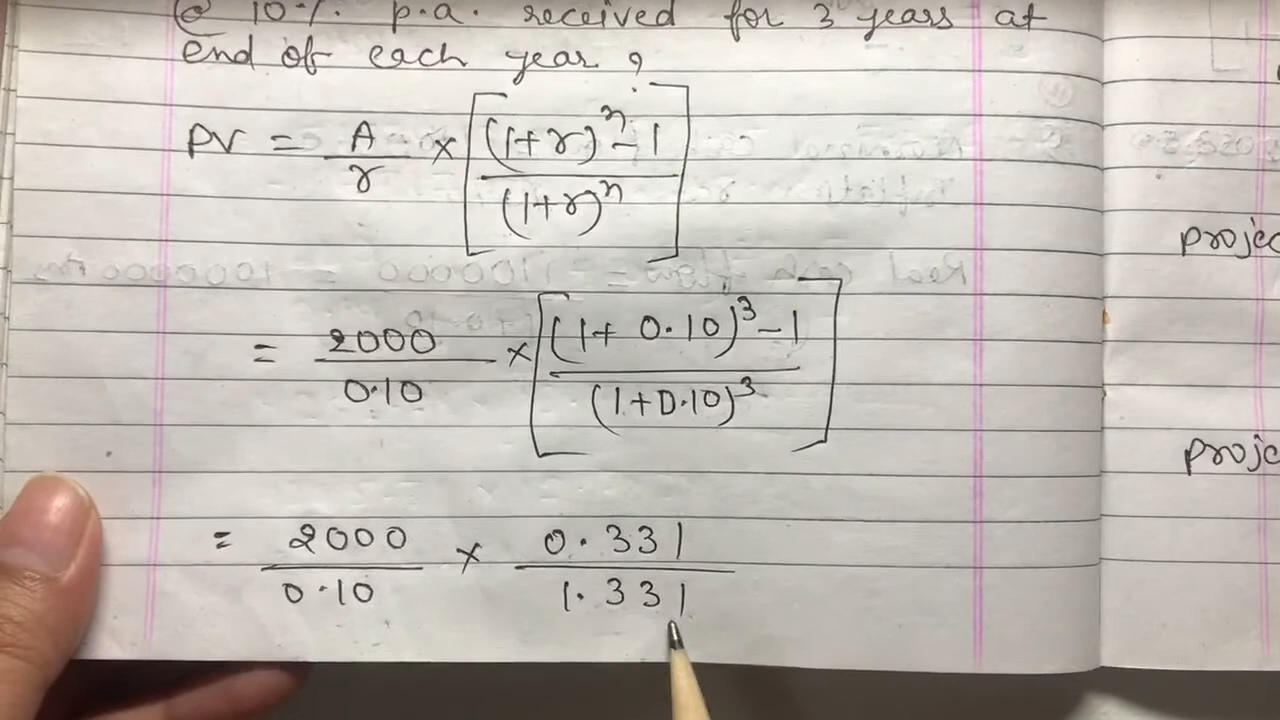 @ 10%. p.a. received for 3 years at
end of each year ?
PV = A/r × [((1+r)^n - 1)/(1+r)^n]
projec
= 2000/0.10 × [((1+0.10)^3 - 1)/(1+0.10)^3]
projec
= 2000/0.10 × 0.331/1.331